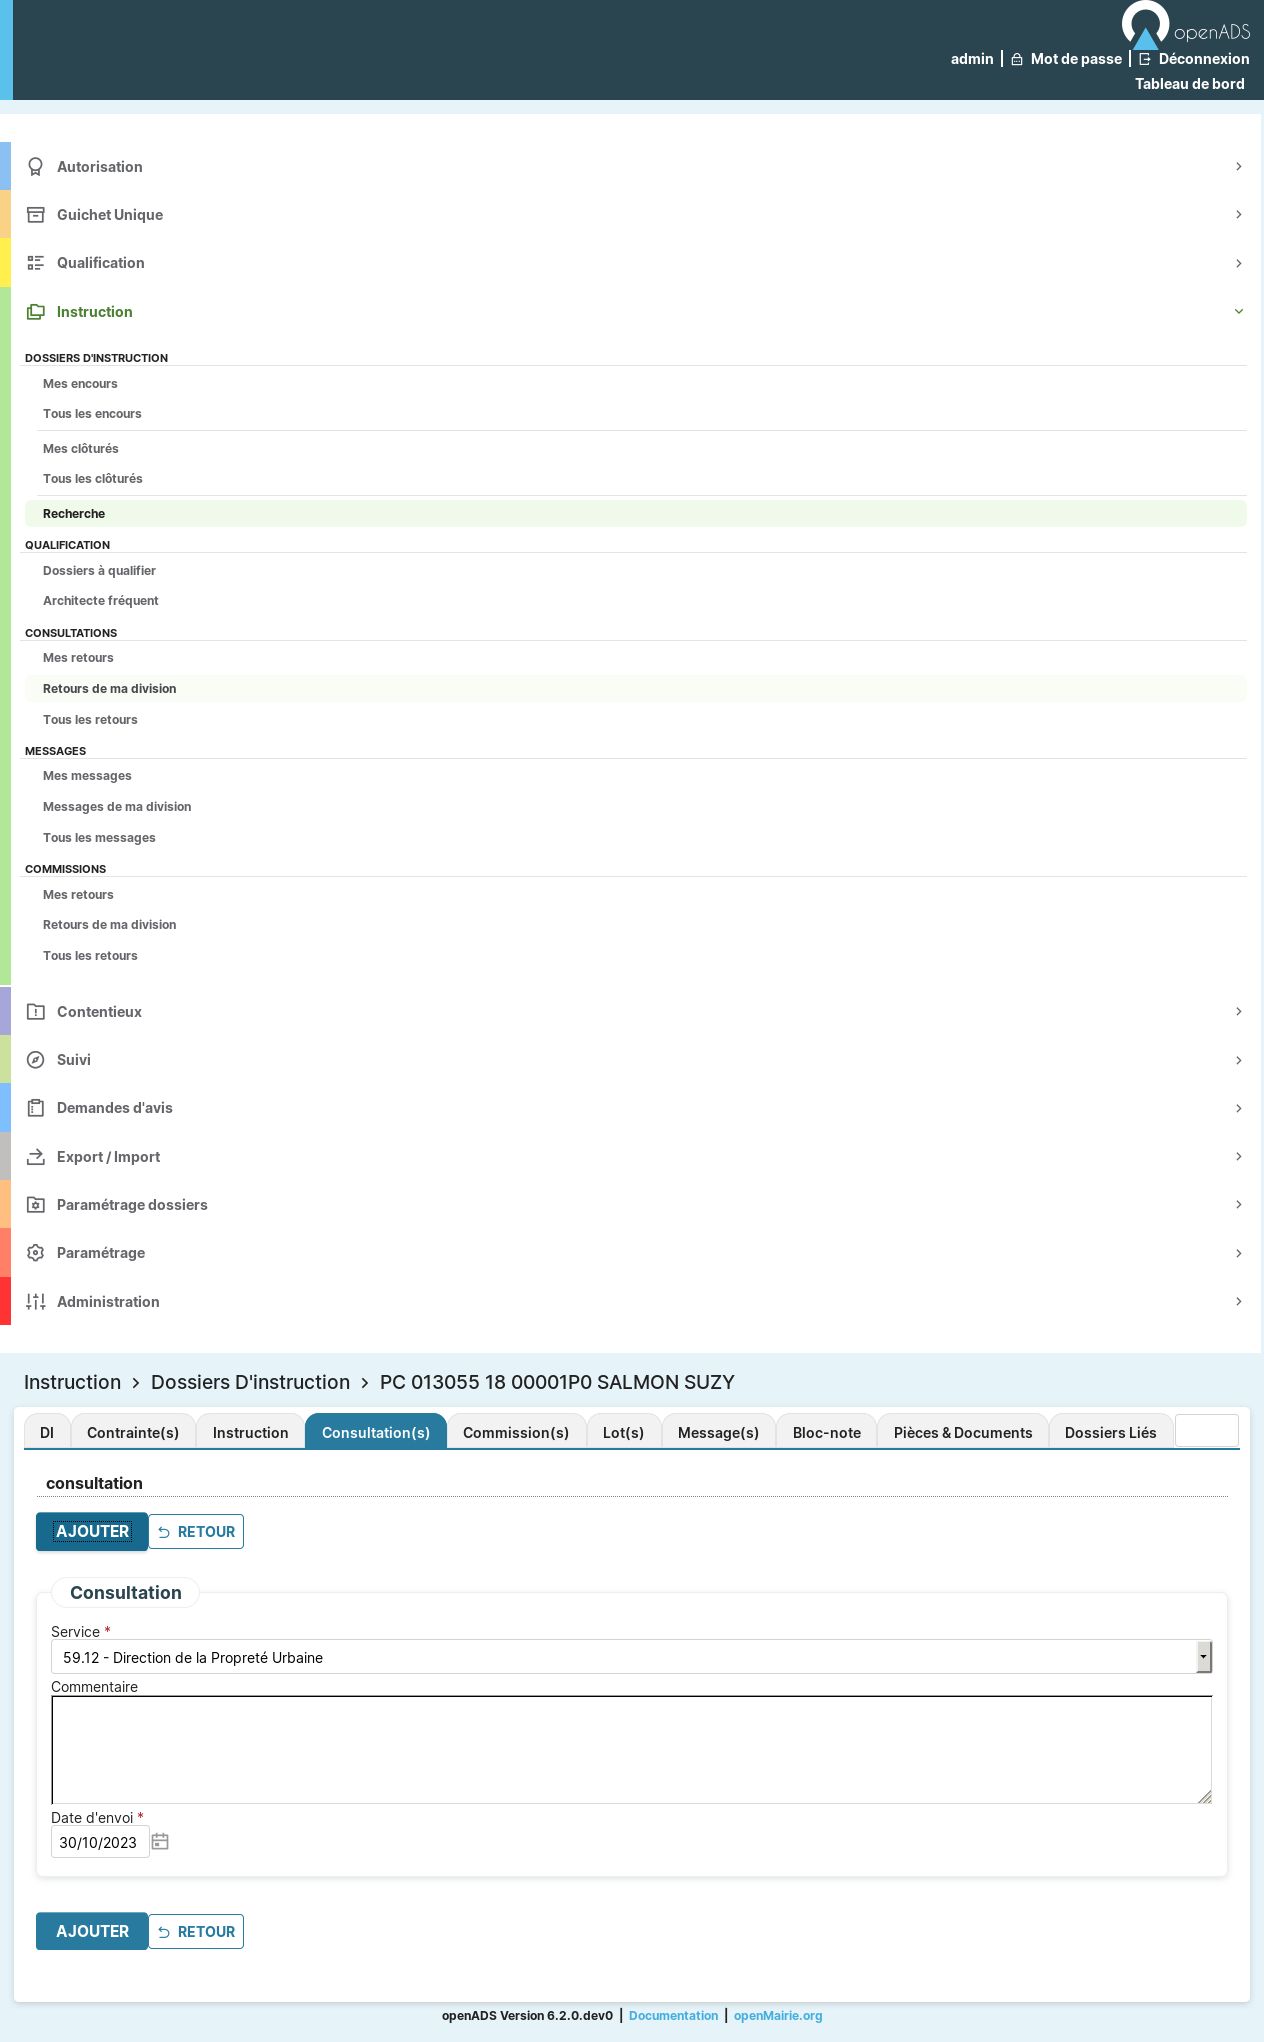 openADS
admin | Mot de passe | Déconnexion
Tableau de bord
Autorisation
Guichet Unique
Qualification
Instruction
DOSSIERS D'INSTRUCTION
Mes encours
Tous les encours
Mes clôturés
Tous les clôturés
Recherche
QUALIFICATION
Dossiers à qualifier
Architecte fréquent
CONSULTATIONS
Mes retours
Retours de ma division
Tous les retours
MESSAGES
Mes messages
Messages de ma division
Tous les messages
COMMISSIONS
Mes retours
Retours de ma division
Tous les retours
Contentieux
Suivi
Demandes d'avis
Export / Import
Paramétrage dossiers
Paramétrage
Administration
Instruction > Dossiers D'instruction > PC 013055 18 00001P0 SALMON SUZY
DI Contrainte(s) Instruction Consultation(s) Commission(s) Lot(s) Message(s) Bloc-note Pièces & Documents Dossiers Liés
consultation
AJOUTER RETOUR
Consultation
Service *
59.12 - Direction de la Propreté Urbaine
Commentaire
Date d'envoi *
30/10/2023
AJOUTER RETOUR
openADS Version 6.2.0.dev0 | Documentation | openMairie.org